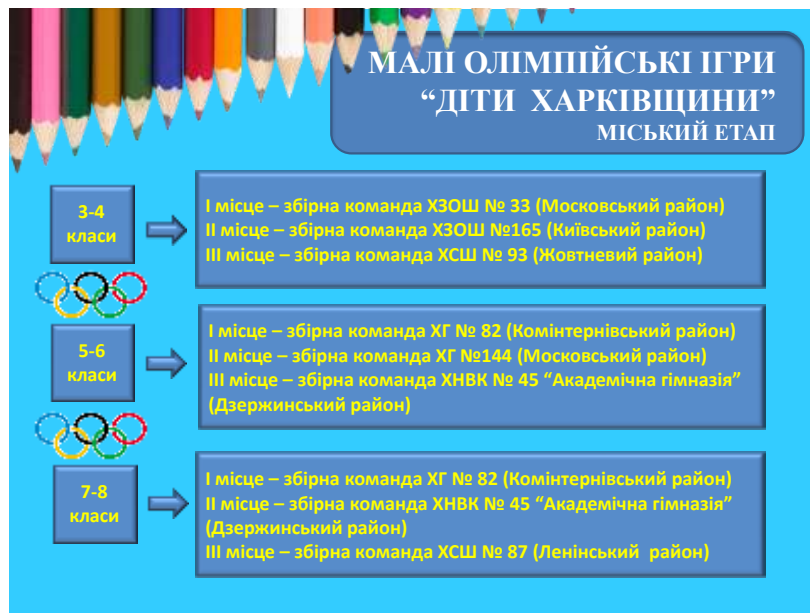 МАЛІ ОЛІМПІЙСЬКІ ІГРИ
“ДІТИ ХАРКІВЩИНИ”
МІСЬКИЙ ЕТАП
3-4
класи
І місце – збірна команда ХЗОШ № 33 (Московський район)
ІІ місце – збірна команда ХЗОШ №165 (Київський район)
ІІІ місце – збірна команда ХСШ № 93 (Жовтневий район)
5-6
класи
І місце – збірна команда ХГ № 82 (Комінтернівський район)
ІІ місце – збірна команда ХГ №144 (Московський район)
ІІІ місце – збірна команда ХНВК № 45 “Академічна гімназія”
(Дзержинський район)
7-8
класи
І місце – збірна команда ХГ № 82 (Комінтернівський район)
ІІ місце – збірна команда ХНВК № 45 “Академічна гімназія”
(Дзержинський район)
ІІІ місце – збірна команда ХСШ № 87 (Ленінський  район)